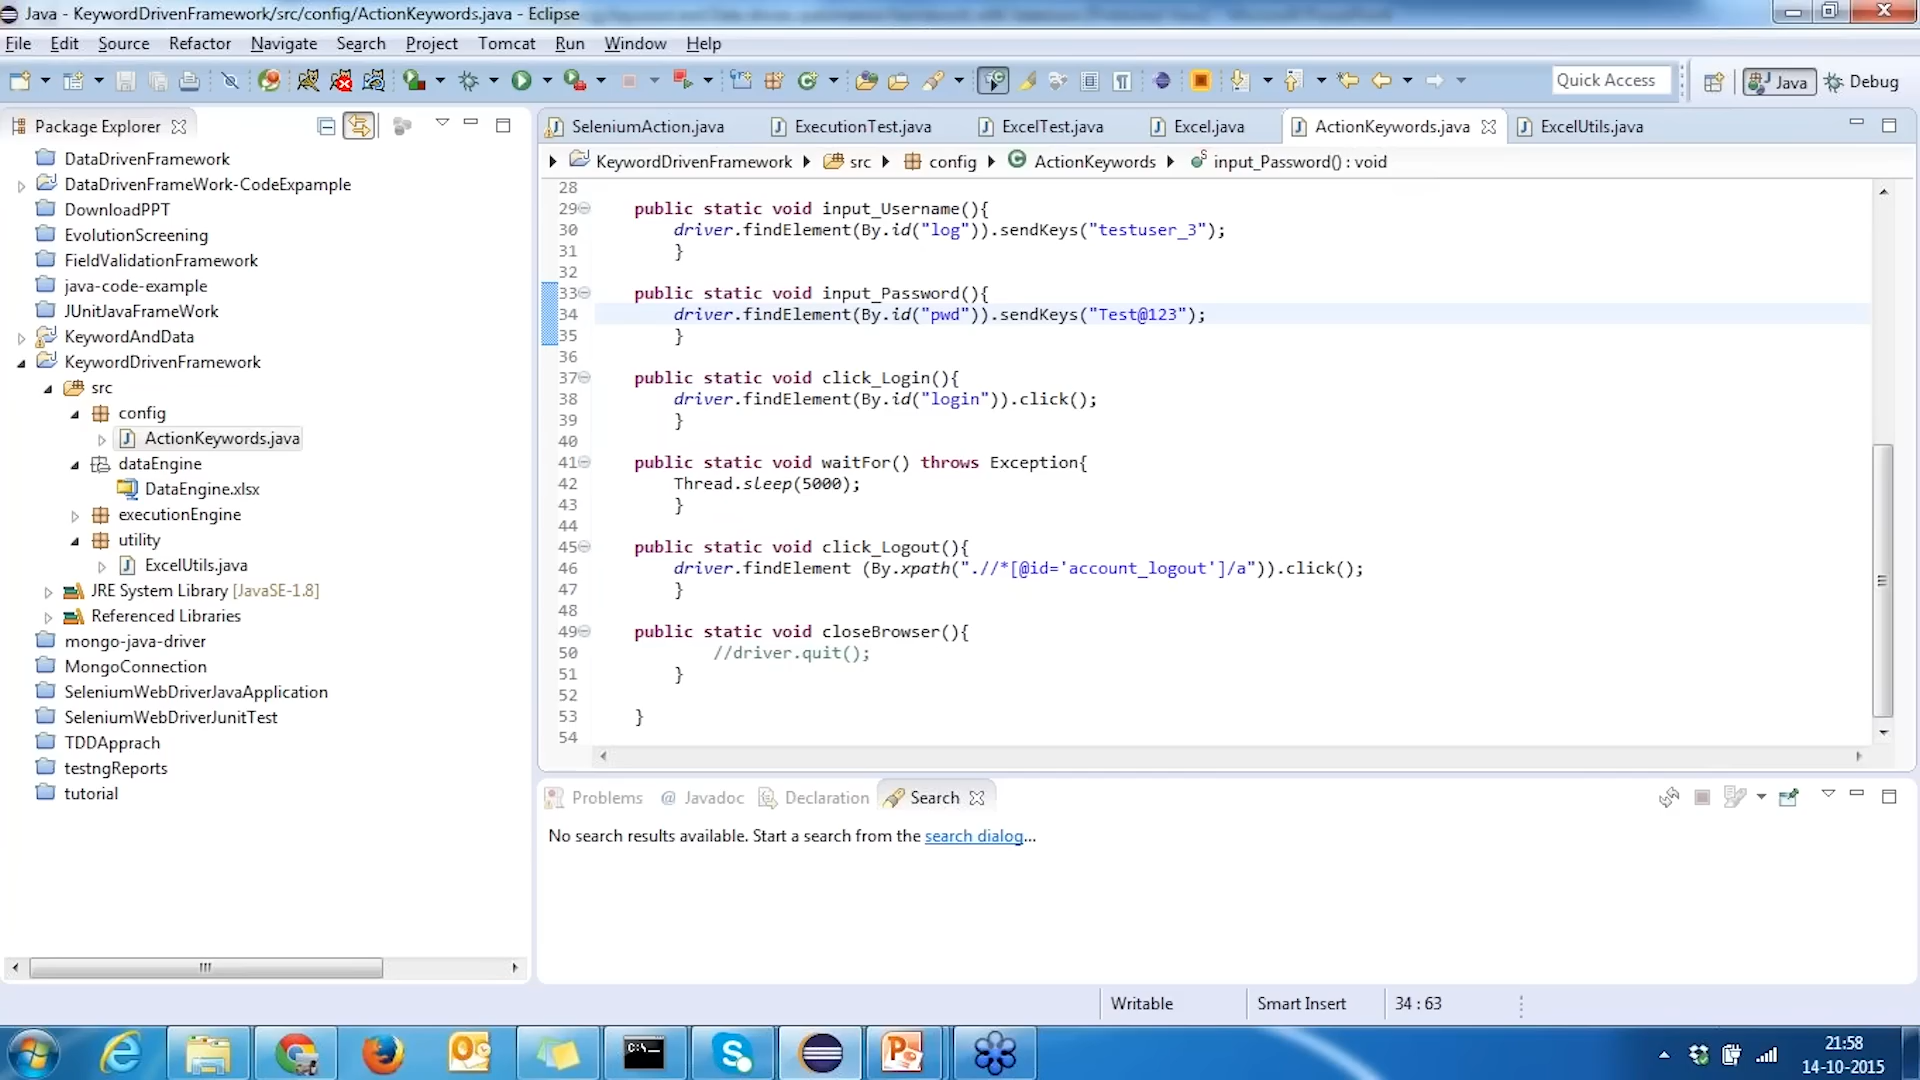 Java - KeywordDrivenFramework/src/config/ActionKeywords.java - Eclipse
File Edit Source Refactor Navigate Search Project Tomcat Run Window Help
Quick Access
Java
Debug
Package Explorer
DataDrivenFramework
DataDrivenFrameWork-CodeExpample
DownloadPPT
EvolutionScreening
FieldValidationFramework
java-code-example
JUnitJavaFrameWork
KeywordAndData
KeywordDrivenFramework
src
config
ActionKeywords.java
dataEngine
DataEngine.xlsx
executionEngine
utility
ExcelUtils.java
JRE System Library [JavaSE-1.8]
Referenced Libraries
mongo-java-driver
MongoConnection
SeleniumWebDriverJavaApplication
SeleniumWebDriverJunitTest
TDDApprach
testngReports
tutorial
SeleniumAction.java ExecutionTest.java ExcelTest.java Excel.java ActionKeywords.java ExcelUtils.java
KeywordDrivenFramework src config ActionKeywords input_Password() : void
28
29 public static void input_Username(){
30 driver.findElement(By.id("log")).sendKeys("testuser_3");
31 }
32
33 public static void input_Password(){
34 driver.findElement(By.id("pwd")).sendKeys("Test@123");
35 }
36
37 public static void click_Login(){
38 driver.findElement(By.id("login")).click();
39 }
40
41 public static void waitFor() throws Exception{
42 Thread.sleep(5000);
43 }
44
45 public static void click_Logout(){
46 driver.findElement (By.xpath(".//*[@id='account_logout']/a")).click();
47 }
48
49 public static void closeBrowser(){
50 //driver.quit();
51 }
52
53 }
54
Problems @ Javadoc Declaration Search
No search results available. Start a search from the search dialog...
Writable Smart Insert 34 : 63
21:58
14-10-2015